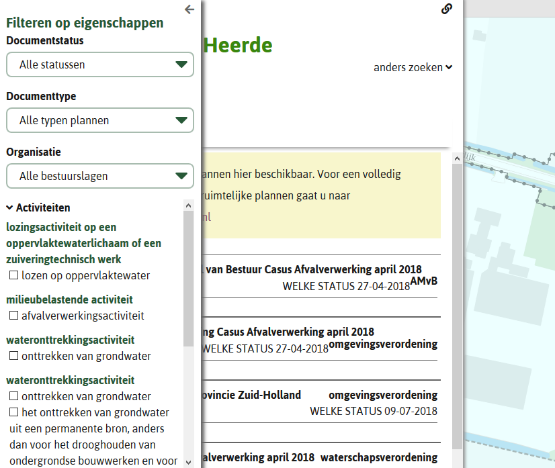 Filteren op eigenschappen
Documentstatus
Alle statussen
Documenttype
Alle typen plannen
Organisatie
Alle bestuurslagen
Activiteiten
lozingsactiviteit op een
oppervlaktewaterlichaam of een
zuiveringtechnisch werk
lozen op oppervlaktewater
milieubelastende activiteit
afvalverwerkingsactiviteit
wateronttrekkingsactiviteit
onttrekken van grondwater
wateronttrekkingsactiviteit
onttrekken van grondwater
het onttrekken van grondwater
uit een permanente bron, anders
dan voor het drooghouden van
ondergrondse bouwwerken en voor
Heerde
anders zoeken
annen hier beschikbaar. Voor een volledig
ruimtelijke plannen gaat u naar
nl
van Bestuur Casus Afvalverwerking april 2018
AMvB
WELKE STATUS 27-04-2018
ng Casus Afvalverwerking april 2018
omgevingsverordening
WELKE STATUS 27-04-2018
ovincie Zuid-Holland omgevingsverordening
WELKE STATUS 09-07-2018
valverwerking april 2018 waterschapsverordening